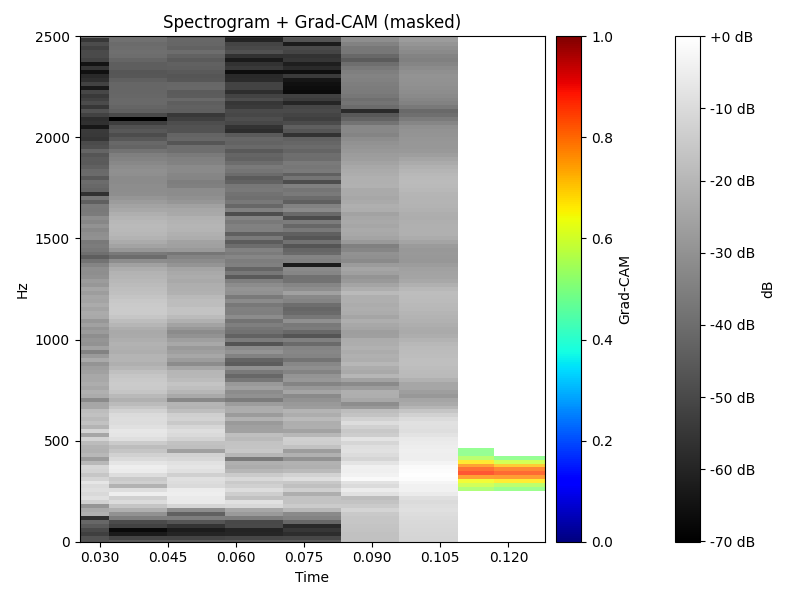 Spectrogram + Grad-CAM (masked)
2500
2000
1500
1000
500
0
Hz
0.030 0.045 0.060 0.075 0.090 0.105 0.120
Time
1.0
0.8
0.6
0.4
0.2
0.0
Grad-CAM
+0 dB
-10 dB
-20 dB
-30 dB
-40 dB
-50 dB
-60 dB
-70 dB
dB